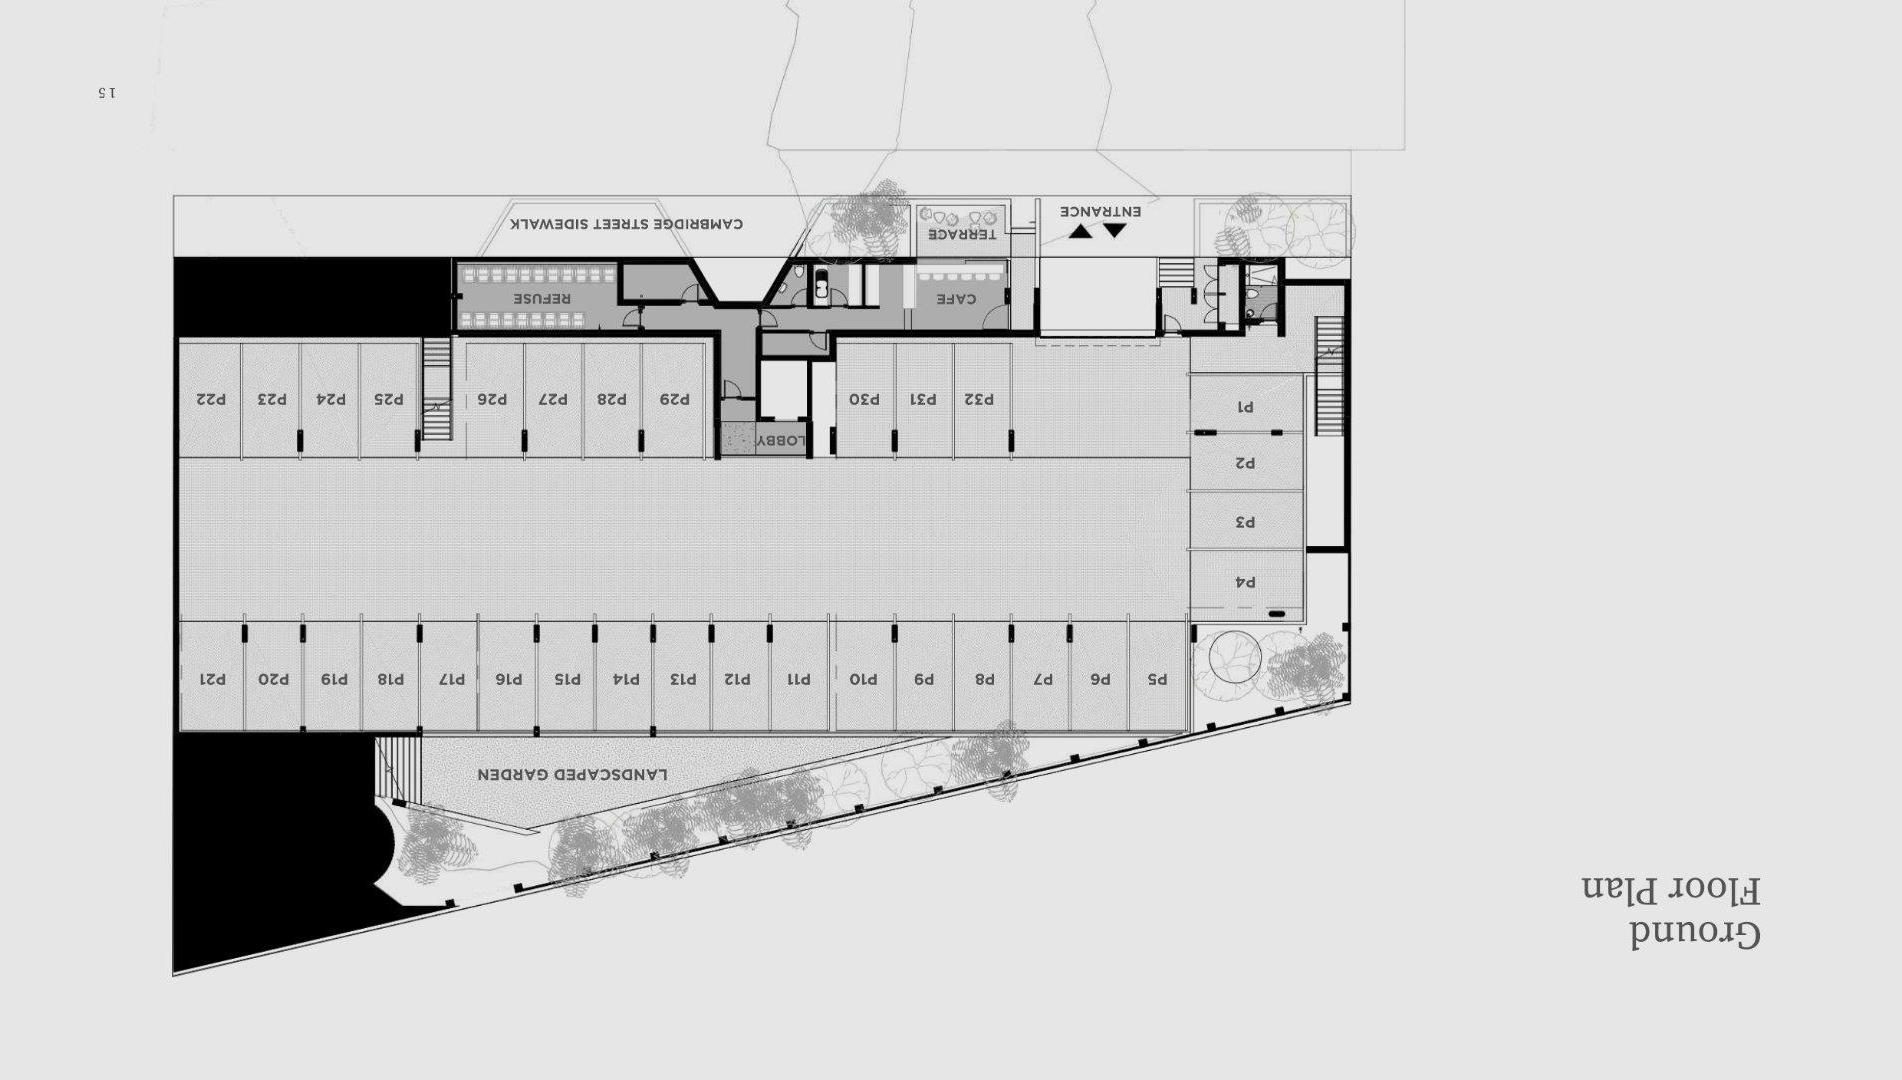 Ground
Floor Plan
LANDSCAPED GARDEN
P5 P6 P7 P8 P9 P10 P11 P12 P13 P14 P15 P16 P17 P18 P19 P20 P21
P4
P3
P2
P1
LOBBY
P32 P31 P30 P29 P28 P27 P26 P25 P24 P23 P22
CAFE
REFUSE
TERRACE
CAMBRIDGE STREET SIDEWALK
ENTRANCE
15